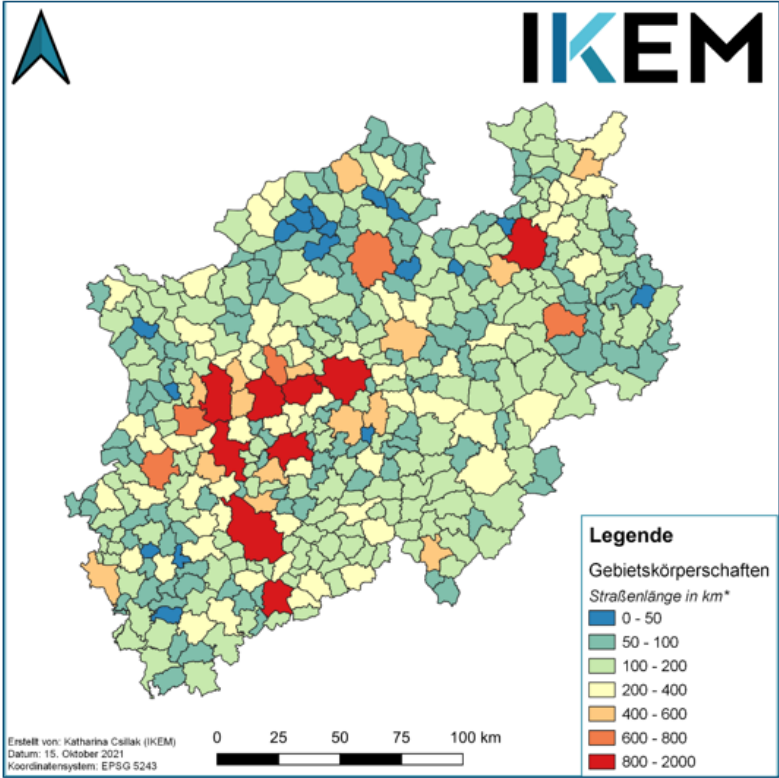 IKEM
Legende
Gebietskörperschaften
Straßenlänge in km*
0 - 50
50 - 100
100 - 200
200 - 400
400 - 600
600 - 800
800 - 2000
Erstellt von: Katharina Csillak (IKEM)
Datum: 15. Oktober 2021
Koordinatensystem: EPSG 5243
0 25 50 75 100 km